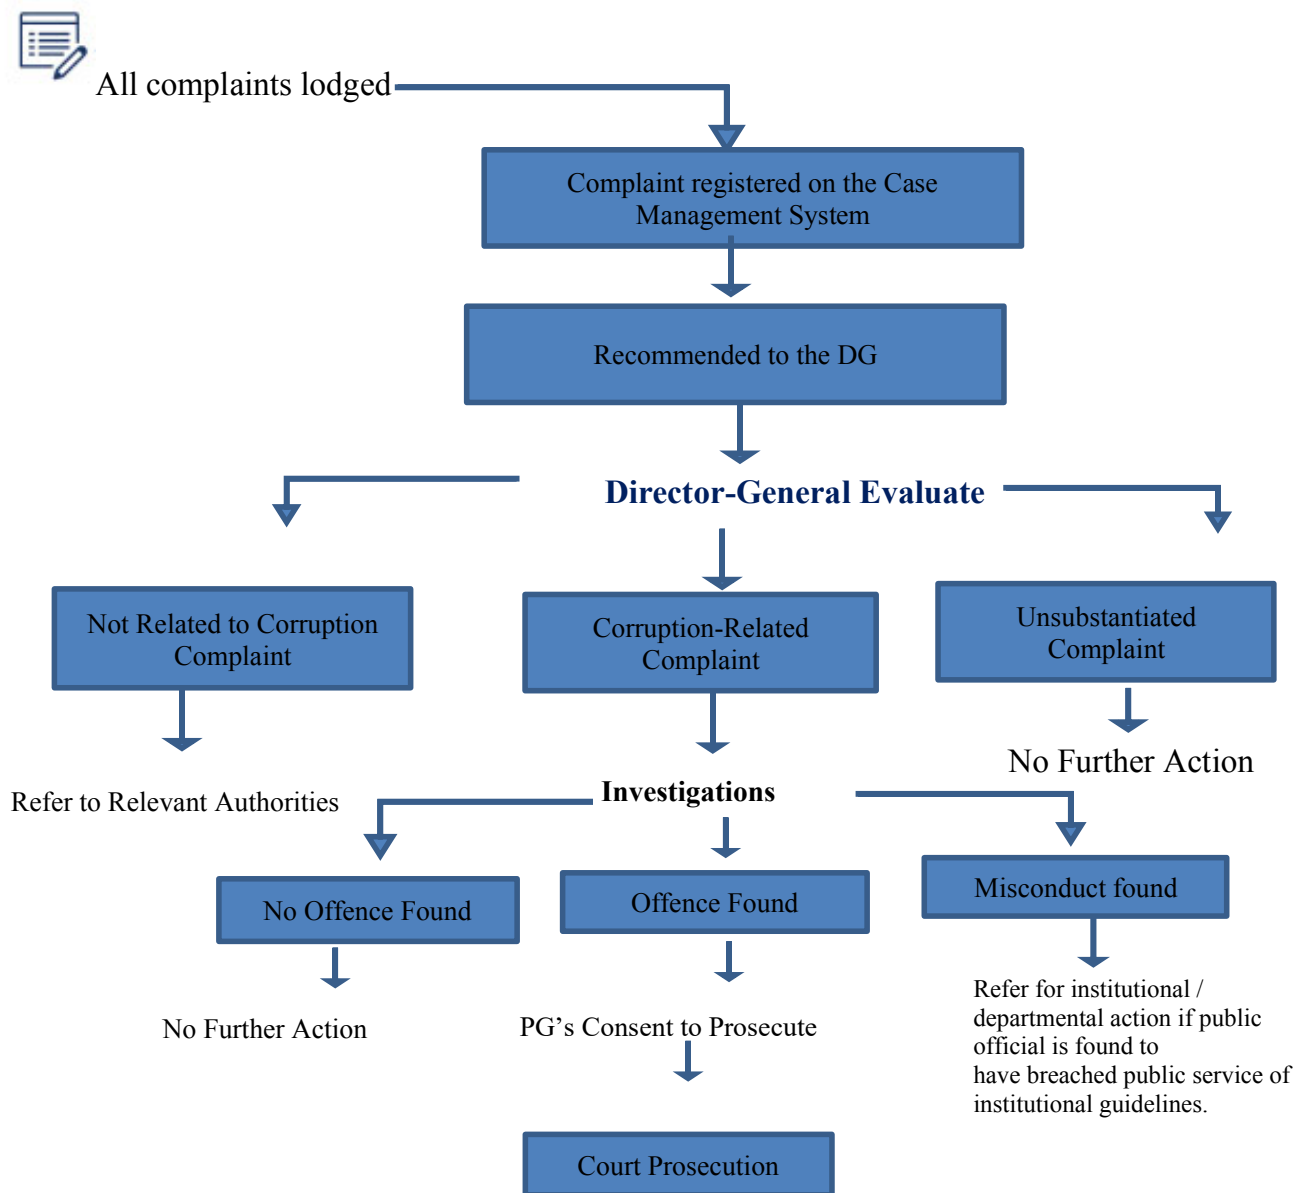 All complaints lodged
Complaint registered on the Case
Management System
Recommended to the DG
Director-General Evaluate
Not Related to Corruption
Complaint
Corruption-Related
Complaint
Unsubstantiated
Complaint
Refer to Relevant Authorities
Investigations
No Further Action
No Offence Found
Offence Found
Misconduct found
No Further Action
PG's Consent to Prosecute
Refer for institutional /
departmental action if public
official is found to
have breached public service of
institutional guidelines.
Court Prosecution